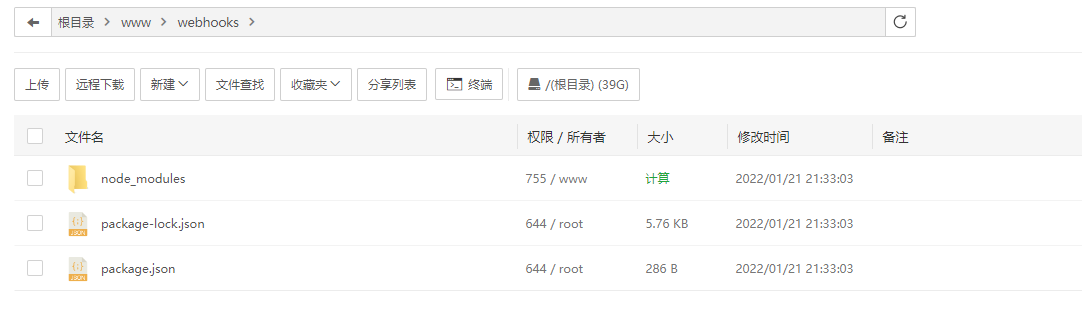 根目录 > www > webhooks >
上传 远程下载 新建 文件查找 收藏夹 分享列表 终端 /(根目录) (39G)
文件名 权限 / 所有者 大小 修改时间 备注
node_modules 755 / www 计算 2022/01/21 21:33:03
{;} JSON package-lock.json 644 / root 5.76 KB 2022/01/21 21:33:03
{;} JSON package.json 644 / root 286 B 2022/01/21 21:33:03